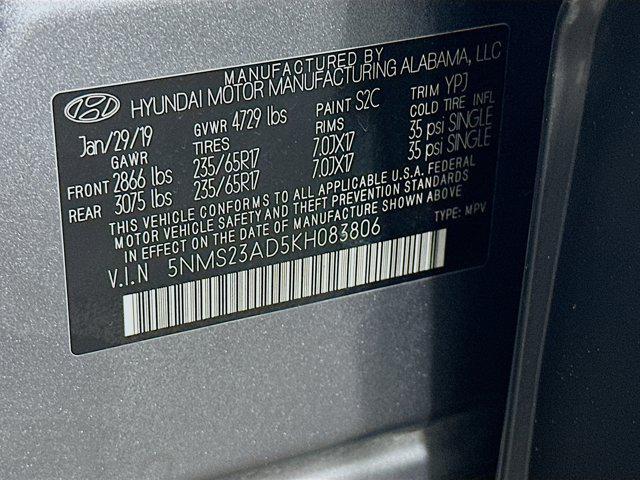 MANUFACTURED BY
HYUNDAI MOTOR MANUFACTURING ALABAMA, LLC
Jan/29/19 GVWR 4729 lbs PAINT S2C TRIM YPJ
GAWR TIRES RIMS COLD TIRE INFL
FRONT 2866 lbs 235/65R17 7.0JX17 35 psi SINGLE
REAR 3075 lbs 235/65R17 7.0JX17 35 psi SINGLE
THIS VEHICLE CONFORMS TO ALL APPLICABLE U.S.A. FEDERAL
MOTOR VEHICLE SAFETY AND THEFT PREVENTION STANDARDS
IN EFFECT ON THE DATE OF MANUFACTURE SHOWN ABOVE
V.I.N 5NMS23AD5KH083806 TYPE: MPV